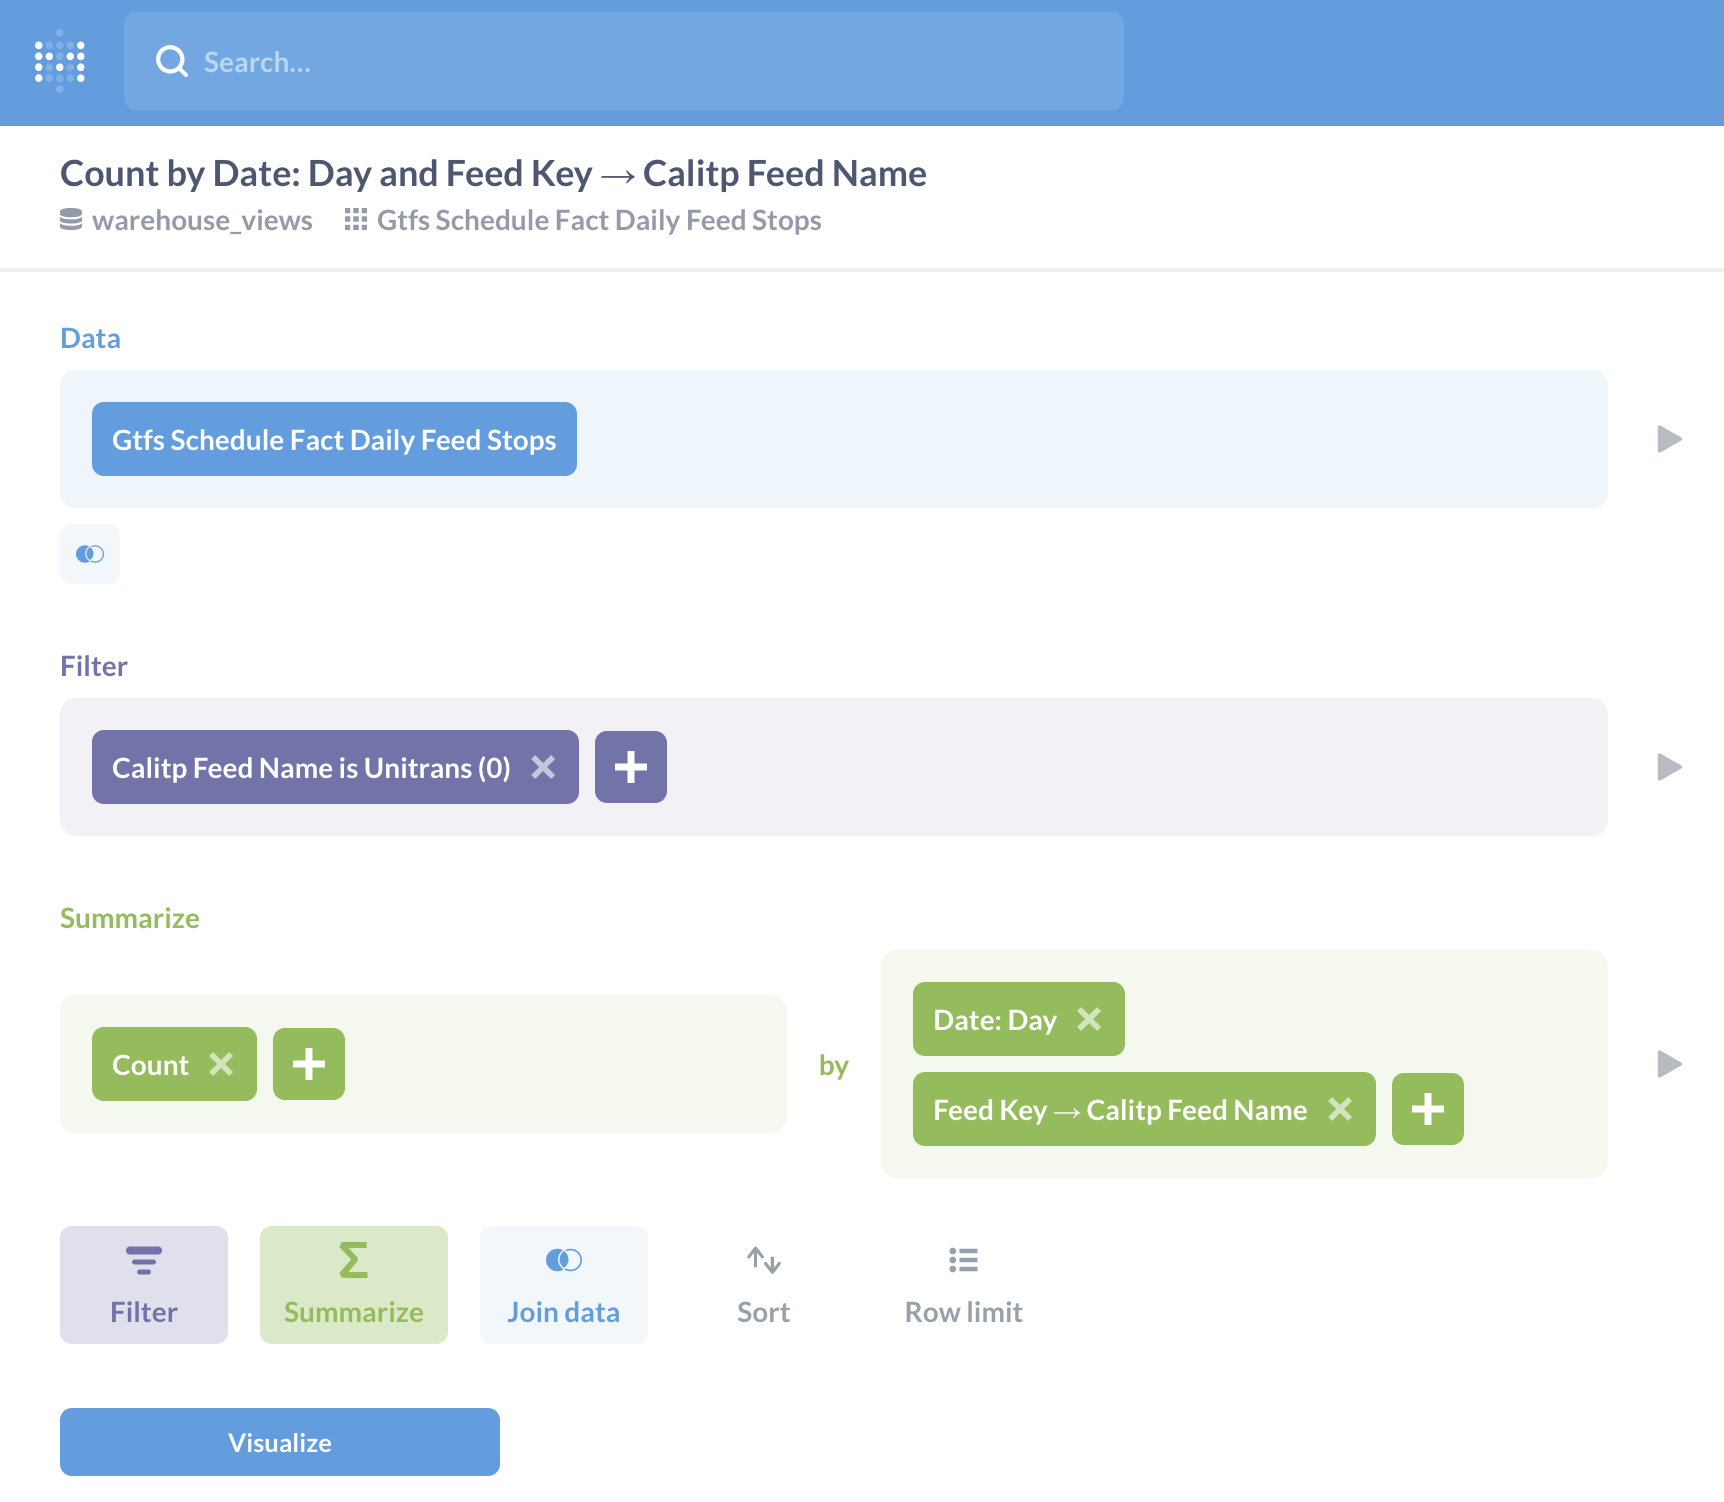 Search...
Count by Date: Day and Feed Key → Calitp Feed Name
warehouse_views Gtfs Schedule Fact Daily Feed Stops
Data
Gtfs Schedule Fact Daily Feed Stops
Filter
Calitp Feed Name is Unitrans (0)
Summarize
Count
by
Date: Day
Feed Key → Calitp Feed Name
Filter
Summarize
Join data
Sort
Row limit
Visualize